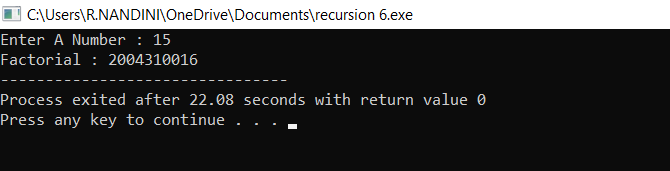 C:\Users\R.NANDINI\OneDrive\Documents\recursion 6.exe
Enter A Number : 15
Factorial : 2004310016
--------------------------------
Process exited after 22.08 seconds with return value 0
Press any key to continue . . .